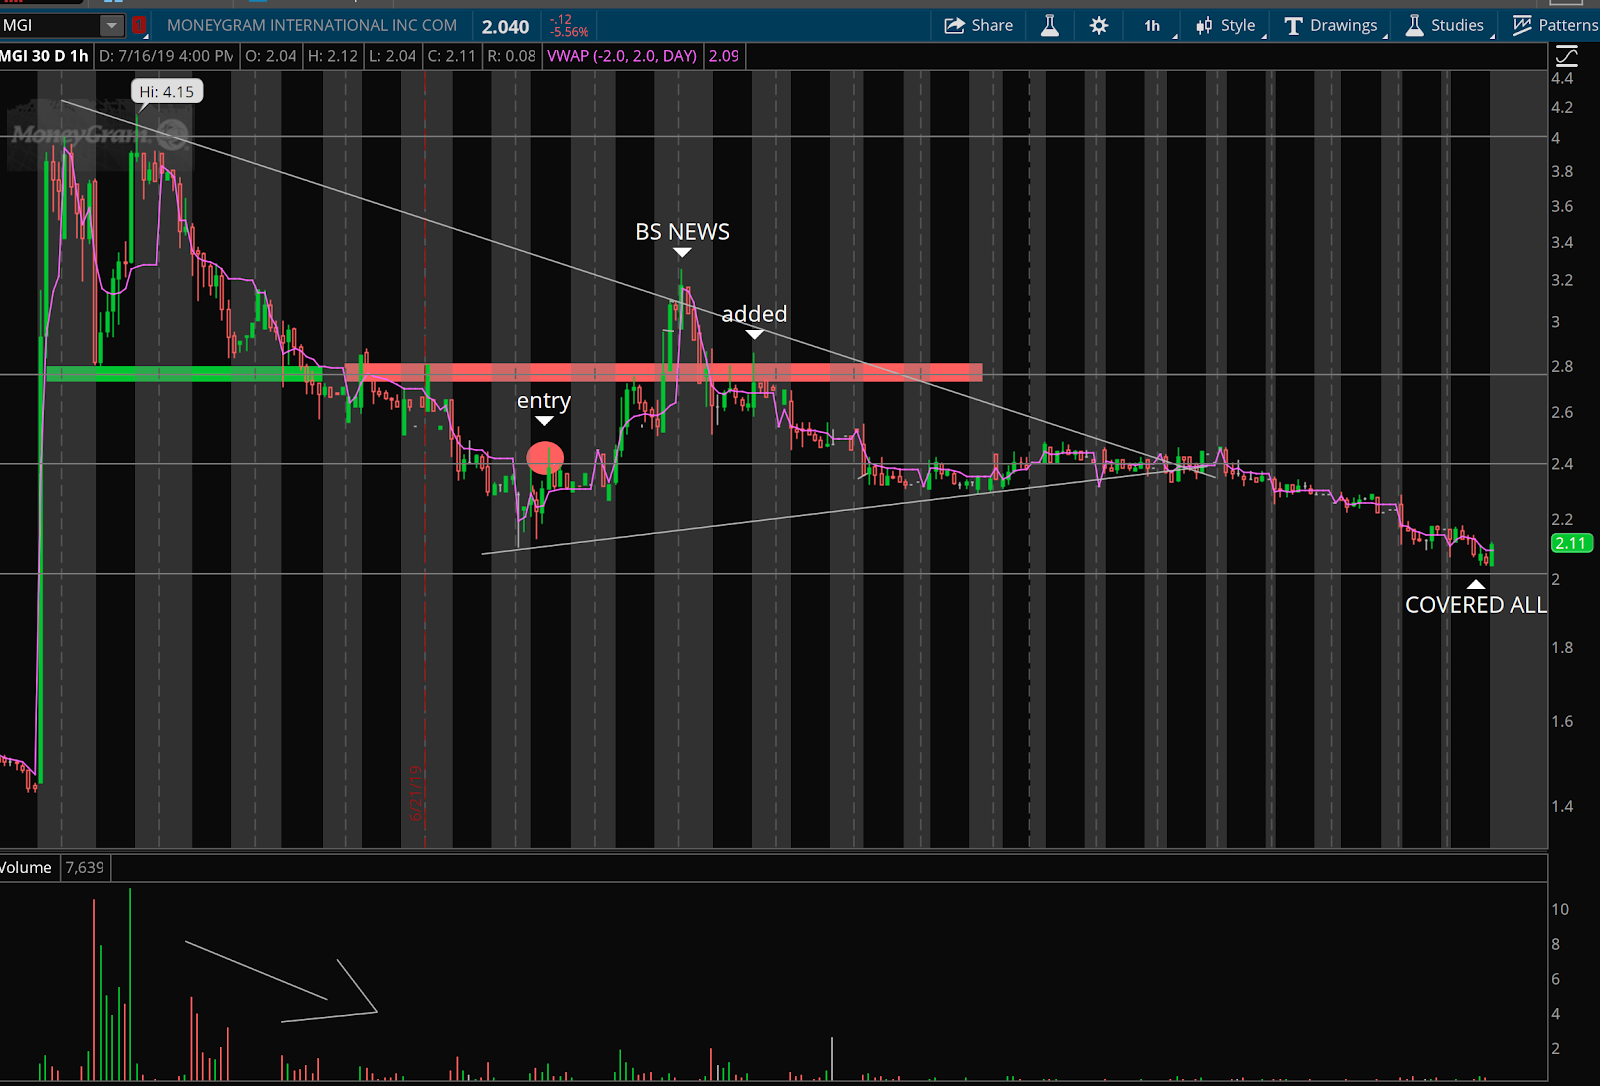 MGI
MONEYGRAM INTERNATIONAL INC COM
2.040
-.12
-5.56%
Share
1h
Style
Drawings
Studies
Patterns
MGI 30 D 1h
D: 7/16/19 4:00 PM
O: 2.04
H: 2.12
L: 2.04
C: 2.11
R: 0.08
VWAP (-2.0, 2.0, DAY)
2.09
Hi: 4.15
MoneyGram
BS NEWS
added
entry
COVERED ALL
6/21/19
4.4
4.2
4
3.8
3.6
3.4
3.2
3
2.8
2.6
2.4
2.2
2.11
2
1.8
1.6
1.4
Volume
7,639
10
8
6
4
2